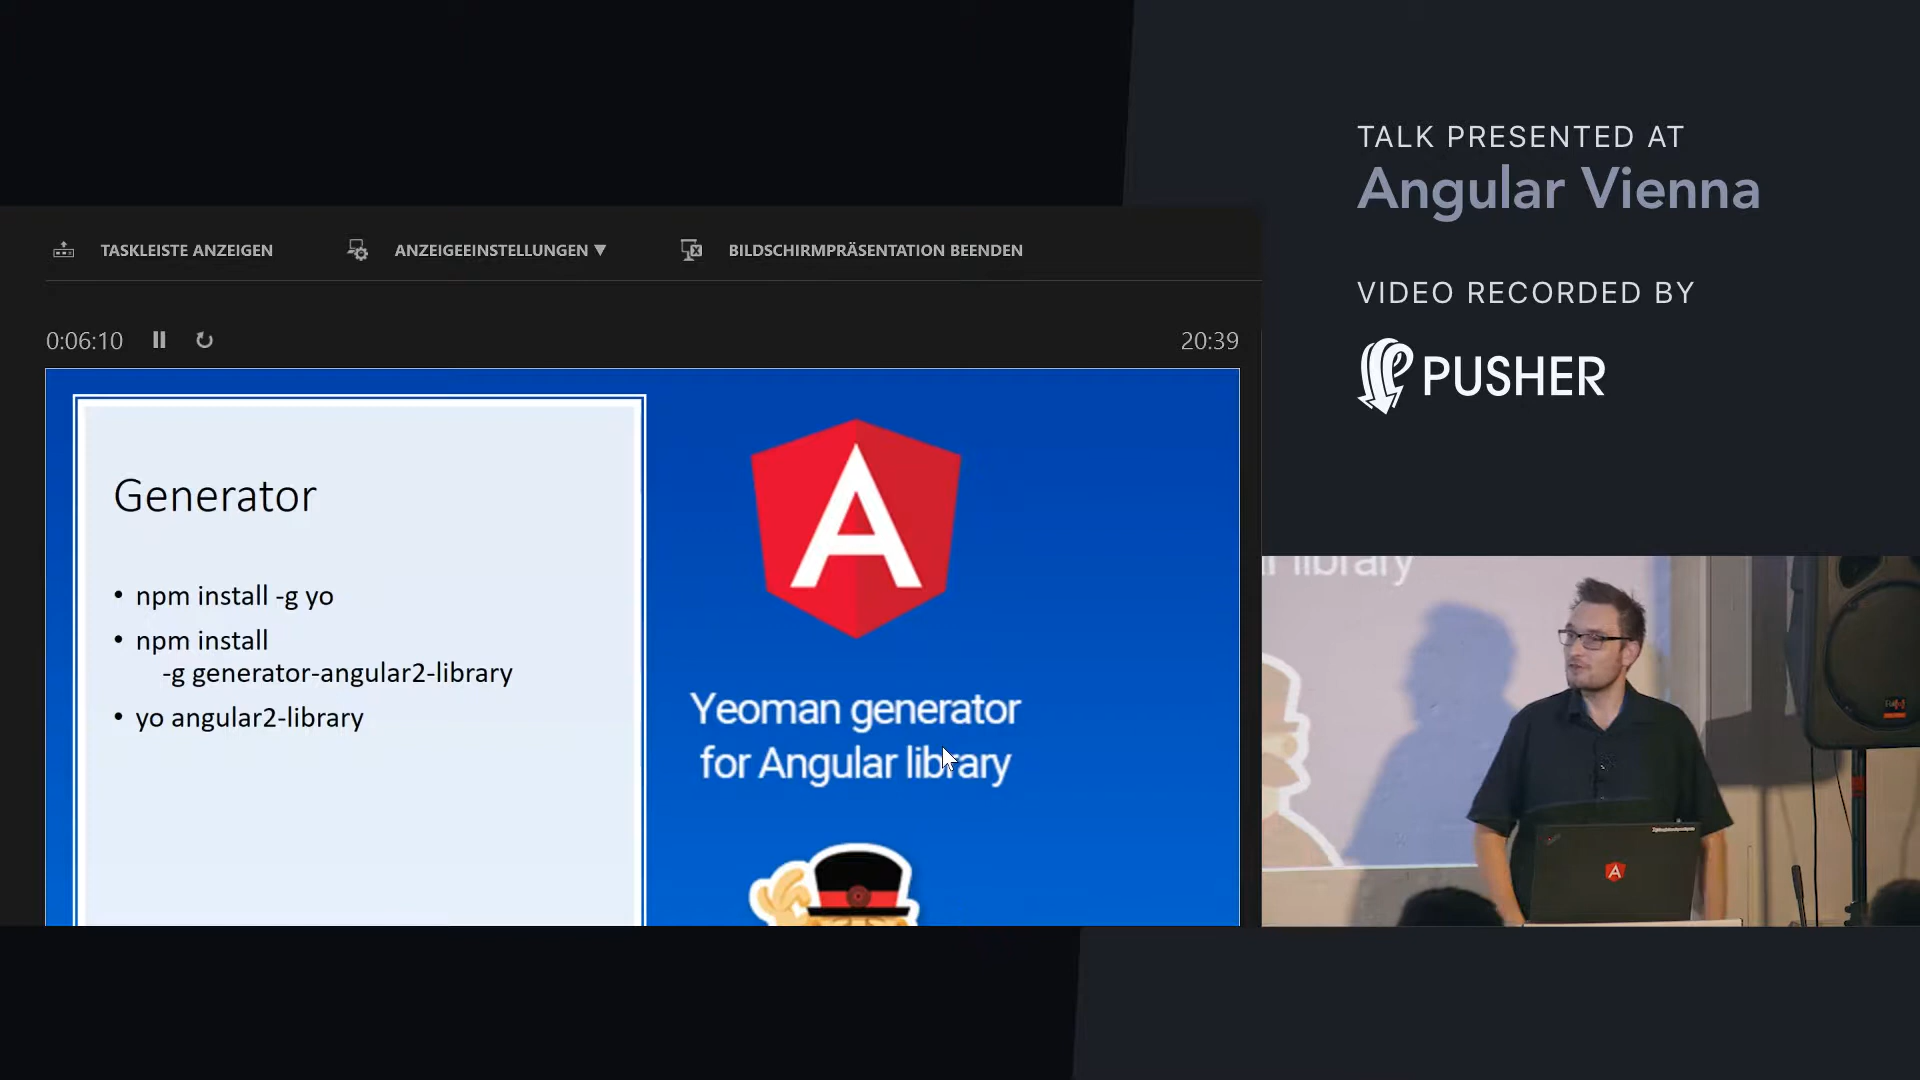 TALK PRESENTED AT
Angular Vienna
VIDEO RECORDED BY
PUSHER
TASKLEISTE ANZEIGEN
ANZEIGEEINSTELLUNGEN ▼
BILDSCHIRMPRÄSENTATION BEENDEN
0:06:10
20:39
Generator
• npm install -g yo
• npm install
-g generator-angular2-library
• yo angular2-library
Yeoman generator
for Angular library
library